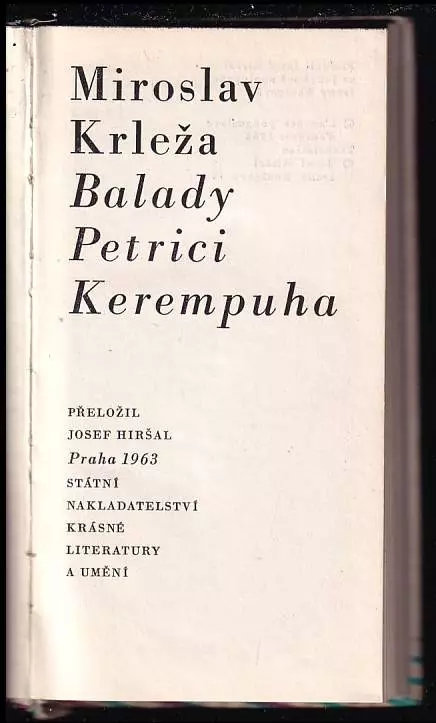 Miroslav
Krleža
Balady
Petrici
Kerempuha
PŘELOŽIL
JOSEF HIRŠAL
Praha 1963
STÁTNÍ
NAKLADATELSTVÍ
KRÁSNÉ
LITERATURY
A UMĚNÍ